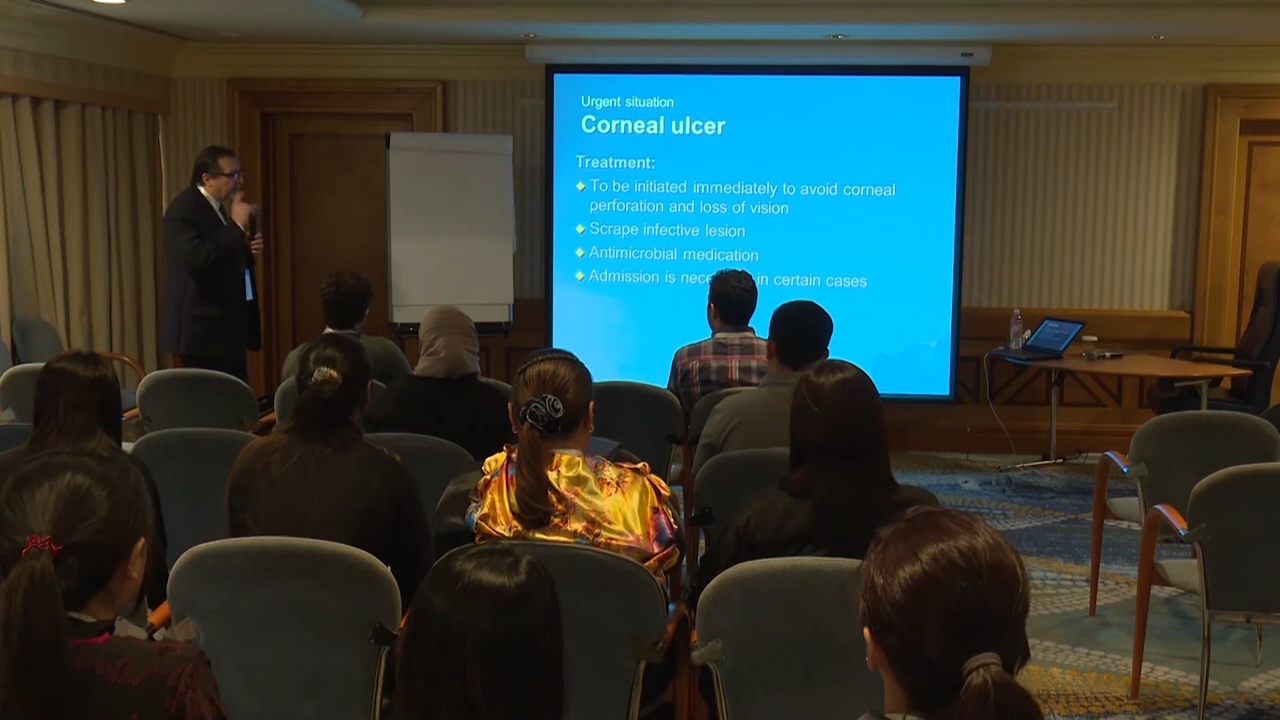 Urgent situation
Corneal ulcer
Treatment:
To be initiated immediately to avoid corneal
perforation and loss of vision
Scrape infective lesion
Antimicrobial medication
Admission is in certain cases